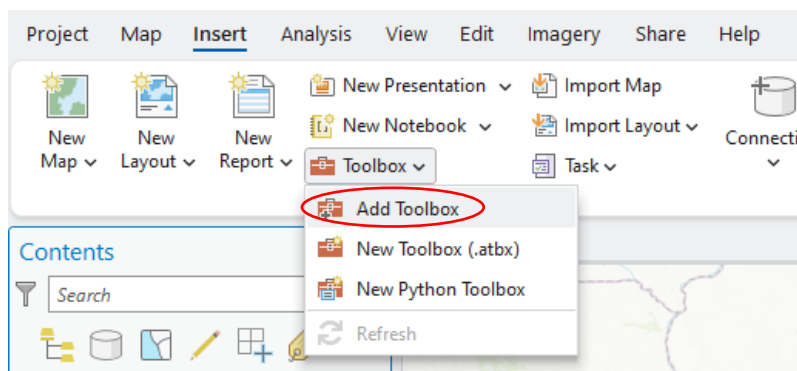 Project Map Insert Analysis View Edit Imagery Share Help
New Map
New Layout
New Report
New Presentation
New Notebook
Toolbox
Import Map
Import Layout
Task
Add Toolbox
New Toolbox (.atbx)
New Python Toolbox
Refresh
Contents
Search